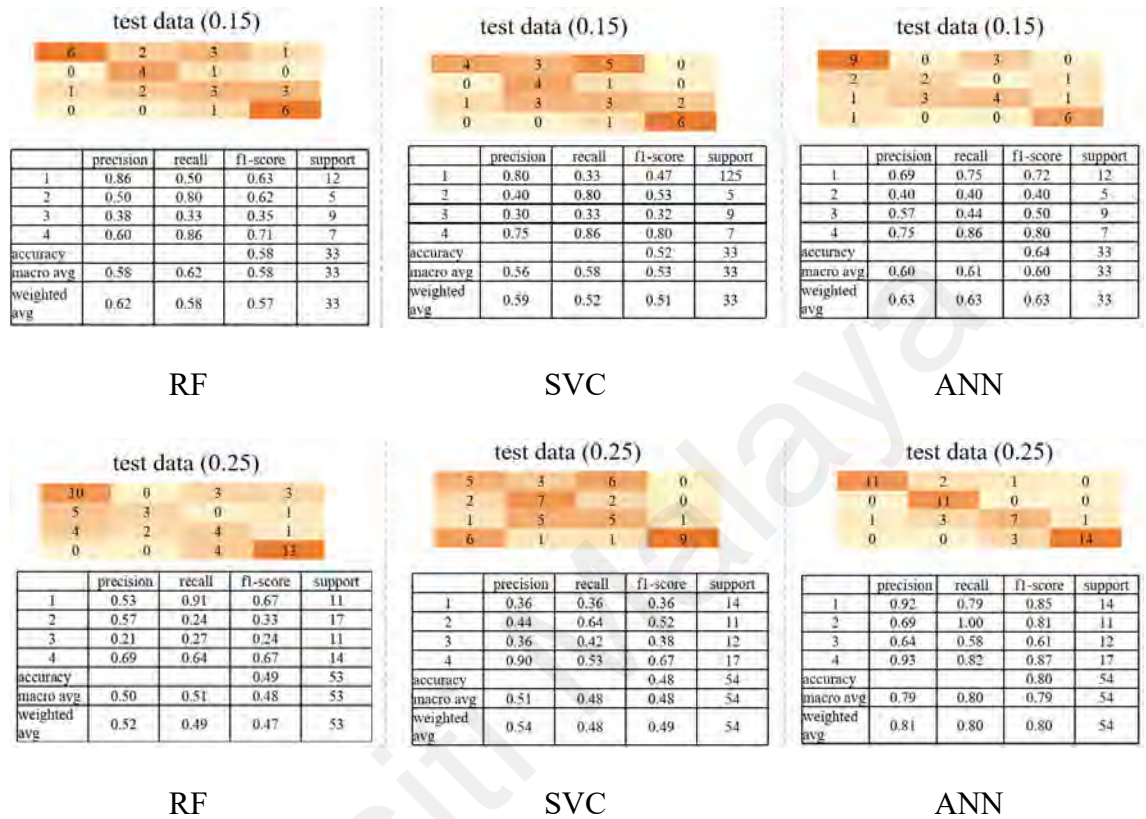 test data (0.15)
6 2 3 1
0 4 1 0
1 2 3 3
0 0 1 6
precision recall f1-score support
1 0.86 0.50 0.63 12
2 0.50 0.80 0.62 5
3 0.38 0.33 0.35 9
4 0.60 0.86 0.71 7
accuracy 0.58 33
macro avg 0.58 0.62 0.58 33
weighted avg 0.62 0.58 0.57 33
RF
test data (0.15)
4 3 5 0
0 4 1 0
1 3 3 2
0 0 1 6
precision recall f1-score support
1 0.80 0.33 0.47 125
2 0.40 0.80 0.53 5
3 0.30 0.33 0.32 9
4 0.75 0.86 0.80 7
accuracy 0.52 33
macro avg 0.56 0.58 0.53 33
weighted avg 0.59 0.52 0.51 33
SVC
test data (0.15)
9 0 3 0
2 2 0 1
1 3 4 1
1 0 0 6
precision recall f1-score support
1 0.69 0.75 0.72 12
2 0.40 0.40 0.40 5
3 0.57 0.44 0.50 9
4 0.75 0.86 0.80 7
accuracy 0.64 33
macro avg 0.60 0.61 0.60 33
weighted avg 0.63 0.63 0.63 33
ANN
test data (0.25)
10 0 3 3
5 3 0 1
4 2 4 1
0 0 4 13
precision recall f1-score support
1 0.53 0.91 0.67 11
2 0.57 0.24 0.33 17
3 0.21 0.27 0.24 11
4 0.69 0.64 0.67 14
accuracy 0.49 53
macro avg 0.50 0.51 0.48 53
weighted avg 0.52 0.49 0.47 53
RF
test data (0.25)
5 3 6 0
2 7 2 0
1 5 5 1
6 1 1 9
precision recall f1-score support
1 0.36 0.36 0.36 14
2 0.44 0.64 0.52 11
3 0.36 0.42 0.38 12
4 0.90 0.53 0.67 17
accuracy 0.48 54
macro avg 0.51 0.48 0.48 54
weighted avg 0.54 0.48 0.49 54
SVC
test data (0.25)
11 2 1 0
0 11 0 0
1 3 7 1
0 0 3 14
precision recall f1-score support
1 0.92 0.79 0.85 14
2 0.69 1.00 0.81 11
3 0.64 0.58 0.61 12
4 0.93 0.82 0.87 17
accuracy 0.80 54
macro avg 0.79 0.80 0.79 54
weighted avg 0.81 0.80 0.80 54
ANN
siti Malaya